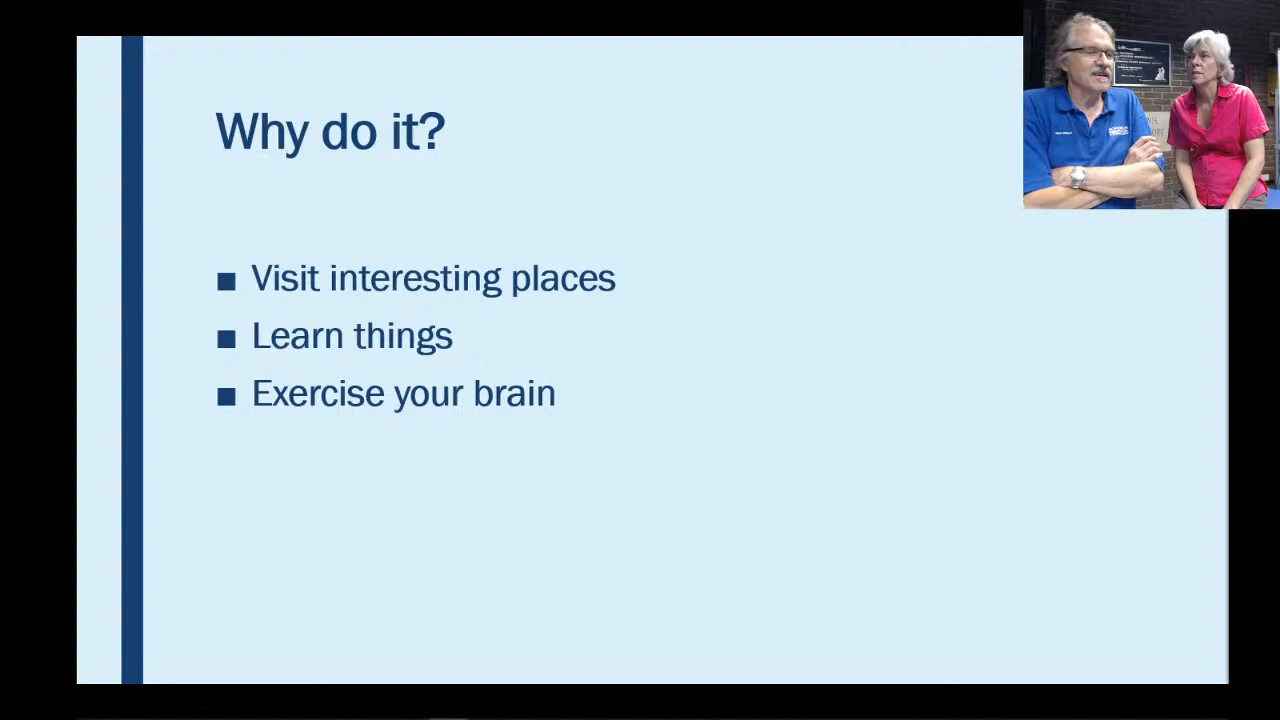 Why do it?
■ Visit interesting places
■ Learn things
■ Exercise your brain